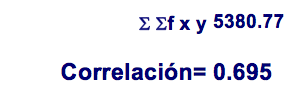 Σ Σf x y 5380.77
Correlación= 0.695